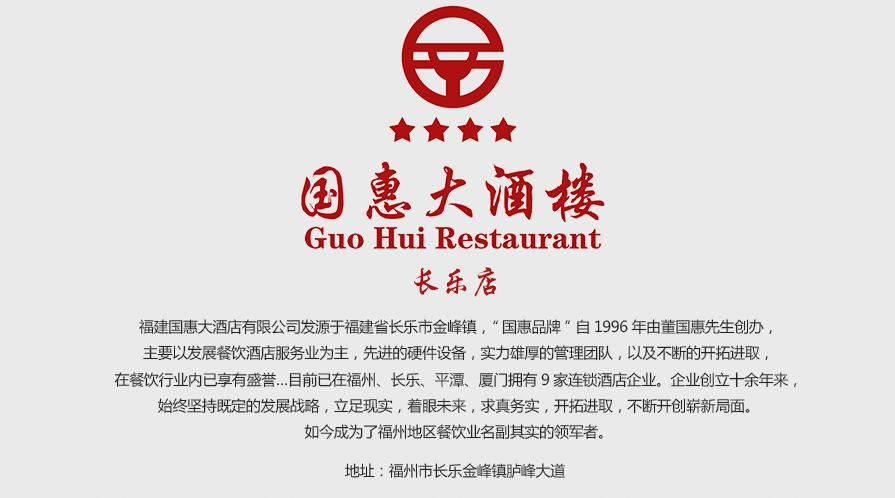 国惠大酒楼
Guo Hui Restaurant
长乐店
福建国惠大酒店有限公司发源于福建省长乐市金峰镇，“国惠品牌”自 1996 年由董国惠先生创办，
主要以发展餐饮酒店服务业为主，先进的硬件设备，实力雄厚的管理团队，以及不断的开拓进取，
在餐饮行业内已享有盛誉...目前已在福州、长乐、平潭、厦门拥有 9 家连锁酒店企业。企业创立十余年来，
始终坚持既定的发展战略，立足现实，着眼未来，求真务实，开拓进取，不断开创崭新局面。
如今成为了福州地区餐饮业名副其实的领军者。
地址：福州市长乐金峰镇胪峰大道